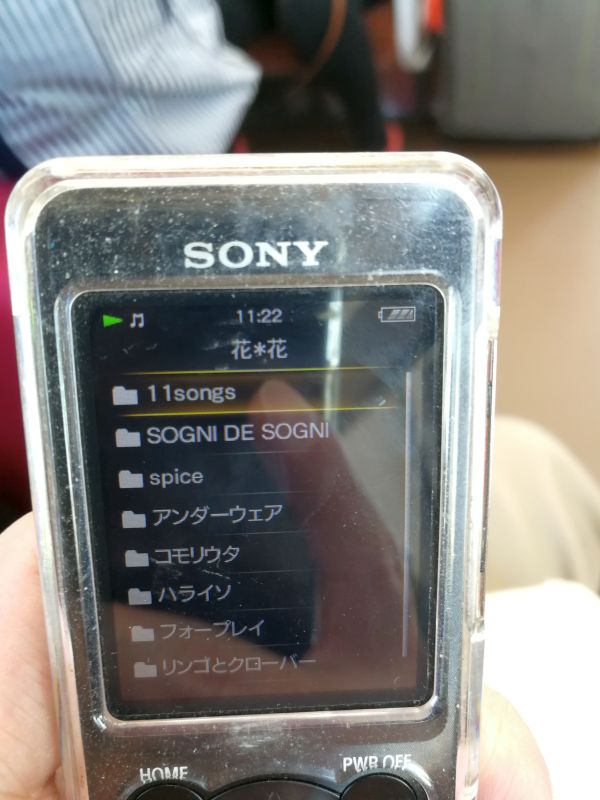 SONY
11:22
花*花
11songs
SOGNI DE SOGNI
spice
アンダーウェア
コモリウタ
ハライソ
フォープレイ
リンゴとクローバー
HOME
PWR OFF